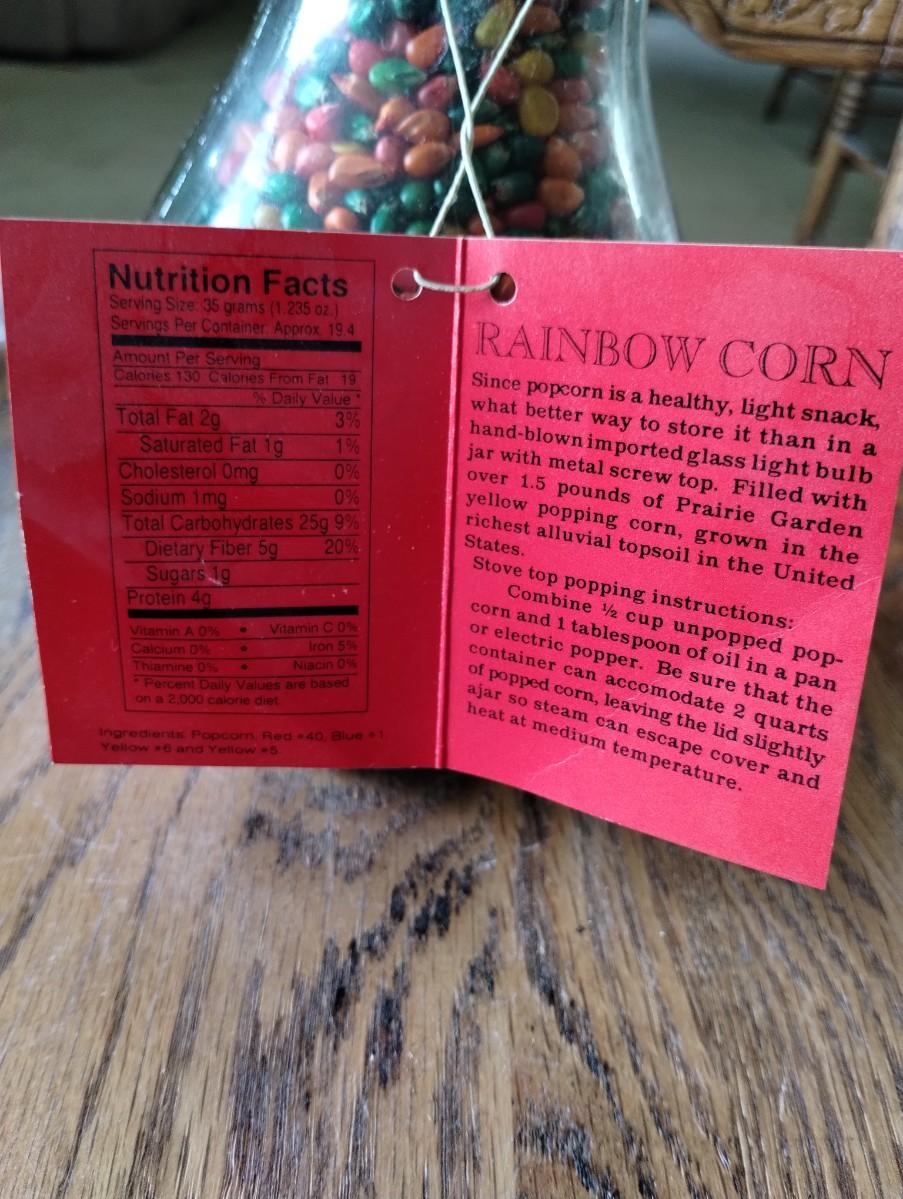 Nutrition Facts
Serving Size: 35 grams (1.235 oz.)
Servings Per Container: Approx. 19.4
Amount Per Serving
Calories 130 Calories From Fat 19
% Daily Value *
Total Fat 2g 3%
Saturated Fat 1g 1%
Cholesterol 0mg 0%
Sodium 1mg 0%
Total Carbohydrates 25g 9%
Dietary Fiber 5g 20%
Sugars 1g
Protein 4g
Vitamin A 0% • Vitamin C 0%
Calcium 0% • Iron 5%
Thiamine 0% • Niacin 0%
* Percent Daily Values are based
on a 2,000 calorie diet.
Ingredients: Popcorn, Red #40, Blue #1,
Yellow #6 and Yellow #5.
RAINBOW CORN
Since popcorn is a healthy, light snack,
what better way to store it than in a
hand-blown imported glass light bulb
jar with metal screw top. Filled with
over 1.5 pounds of Prairie Garden
yellow popping corn, grown in the
richest alluvial topsoil in the United
States.
Stove top popping instructions:
Combine ½ cup unpopped pop-
corn and 1 tablespoon of oil in a pan
or electric popper. Be sure that the
container can accomodate 2 quarts
of popped corn, leaving the lid slightly
ajar so steam can escape cover and
heat at medium temperature.